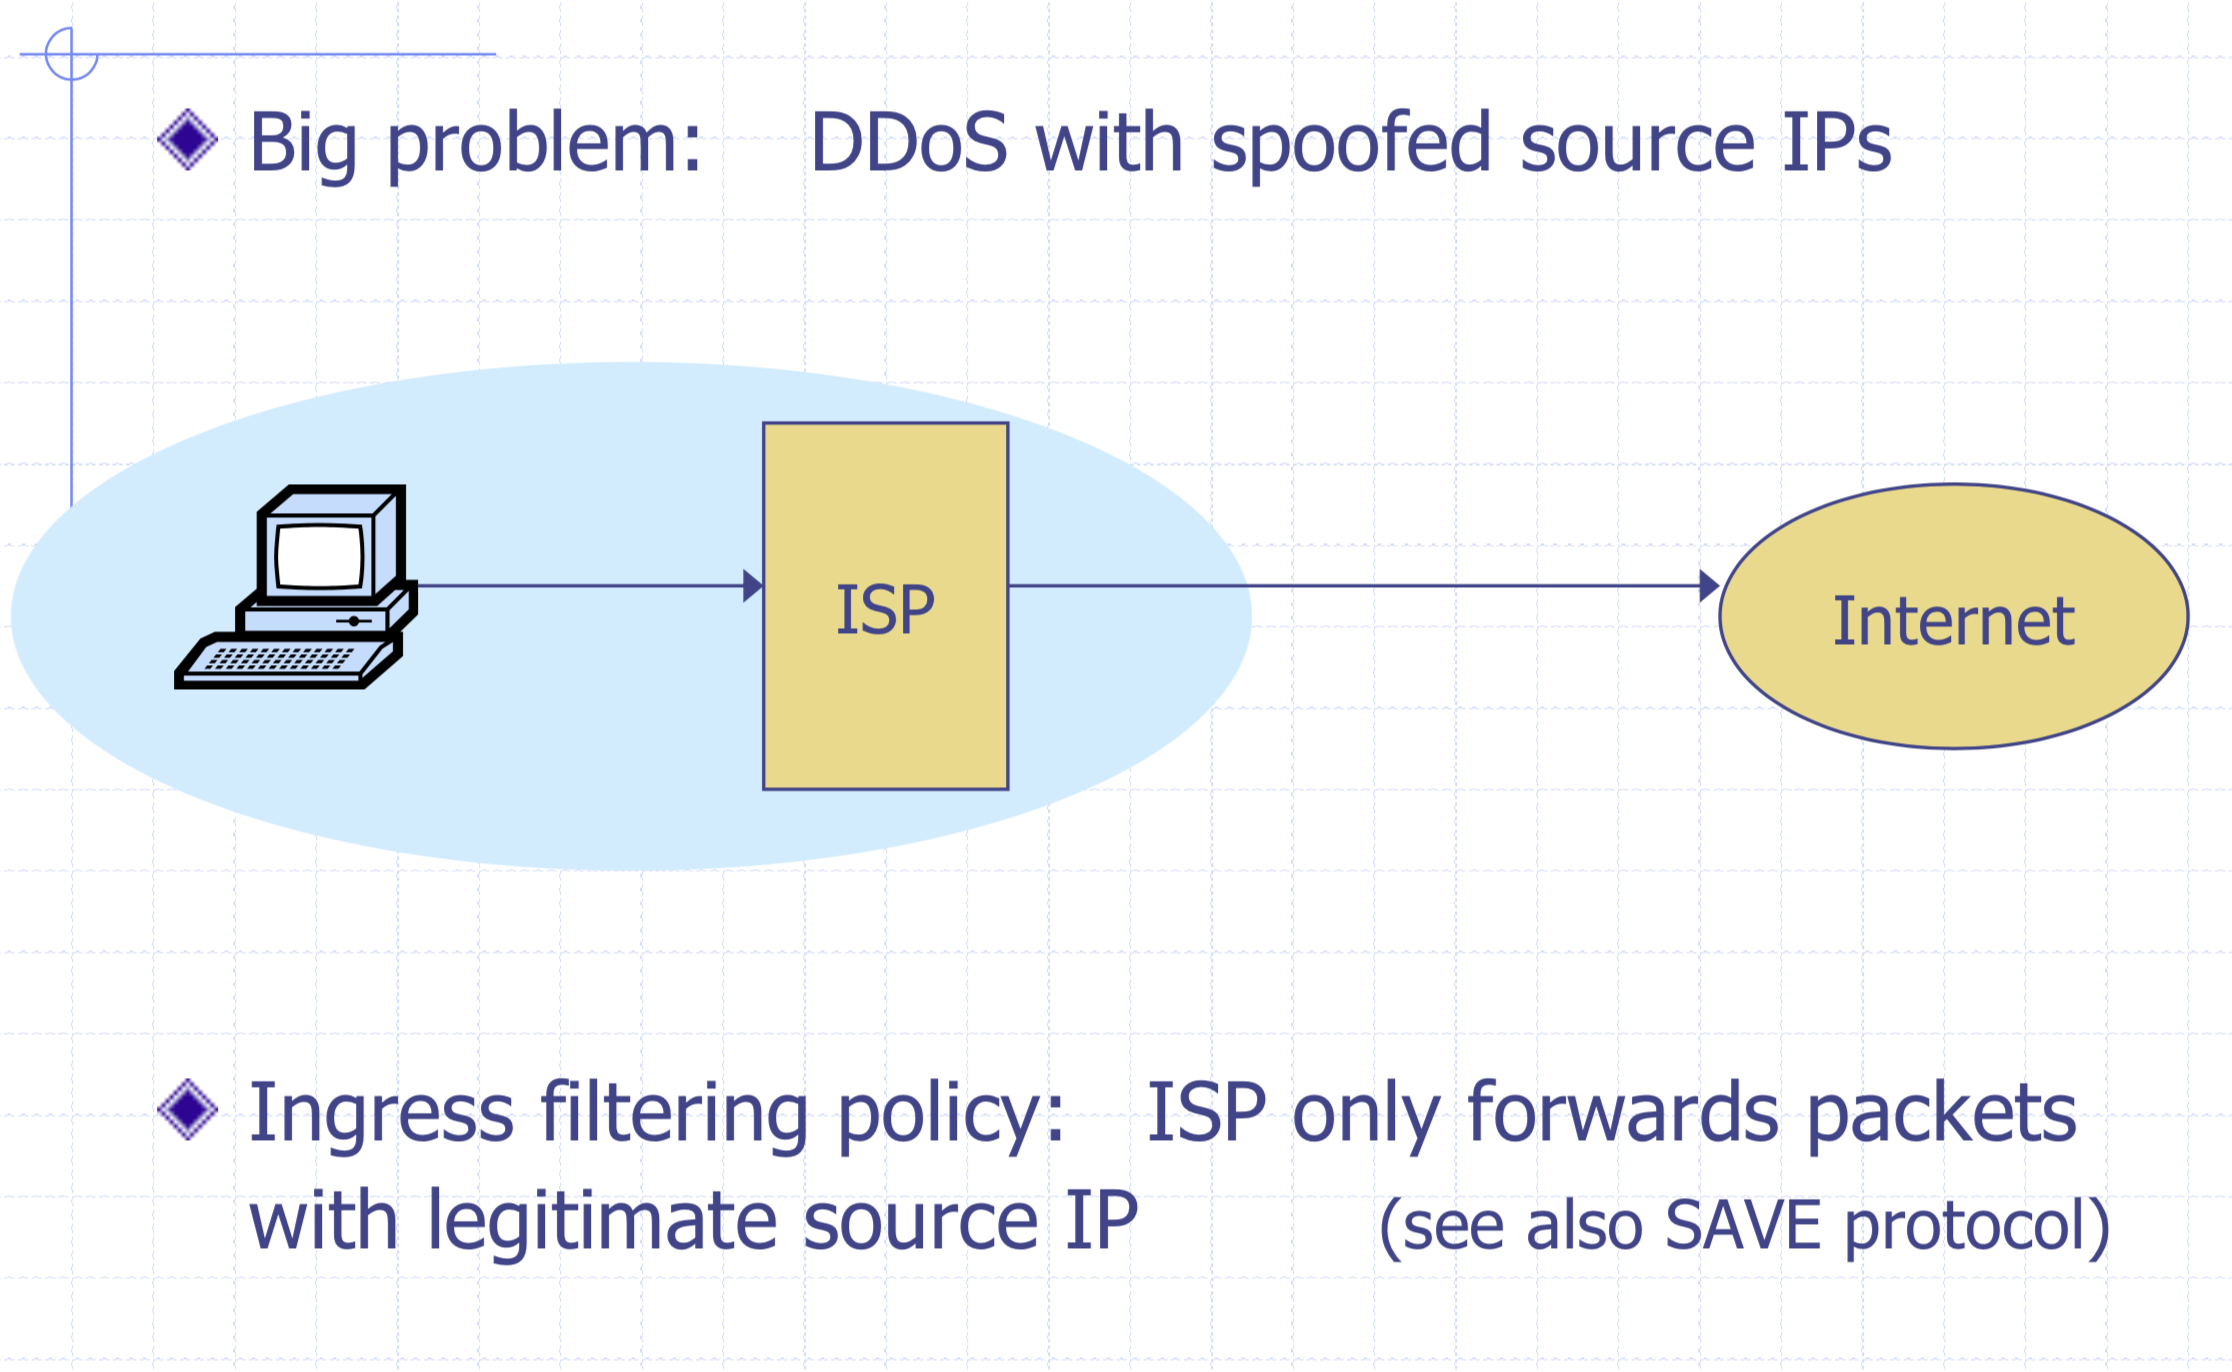 Big problem: DDoS with spoofed source IPs
ISP
Internet
Ingress filtering policy: ISP only forwards packets
with legitimate source IP (see also SAVE protocol)